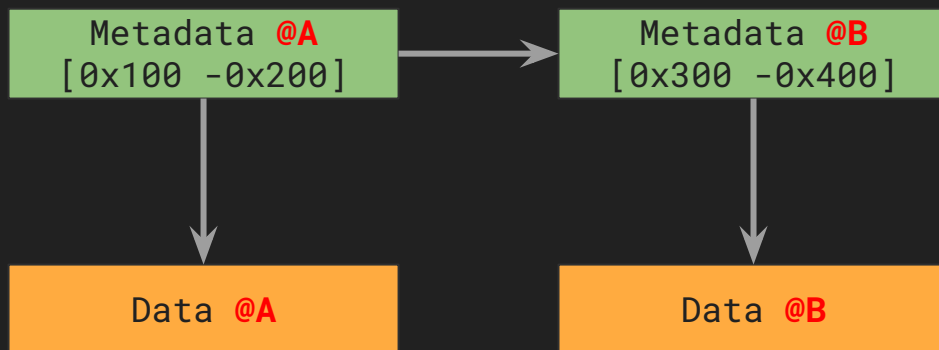 Metadata @A
[0x100 -0x200]
Metadata @B
[0x300 -0x400]
Data @A
Data @B